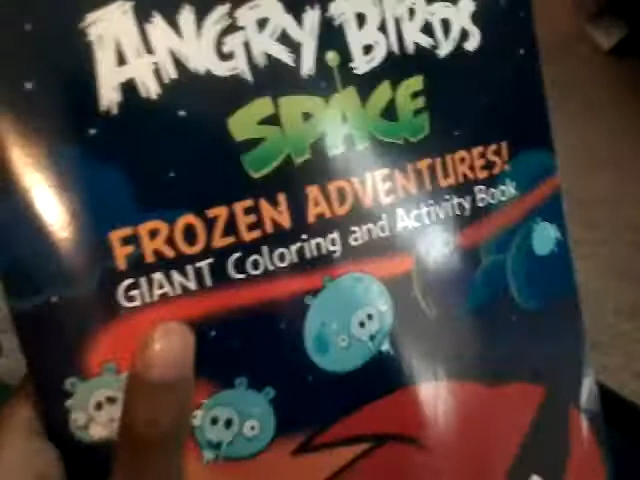 ANGRY BIRDS
SPACE
FROZEN ADVENTURES!
GIANT Coloring and Activity Book